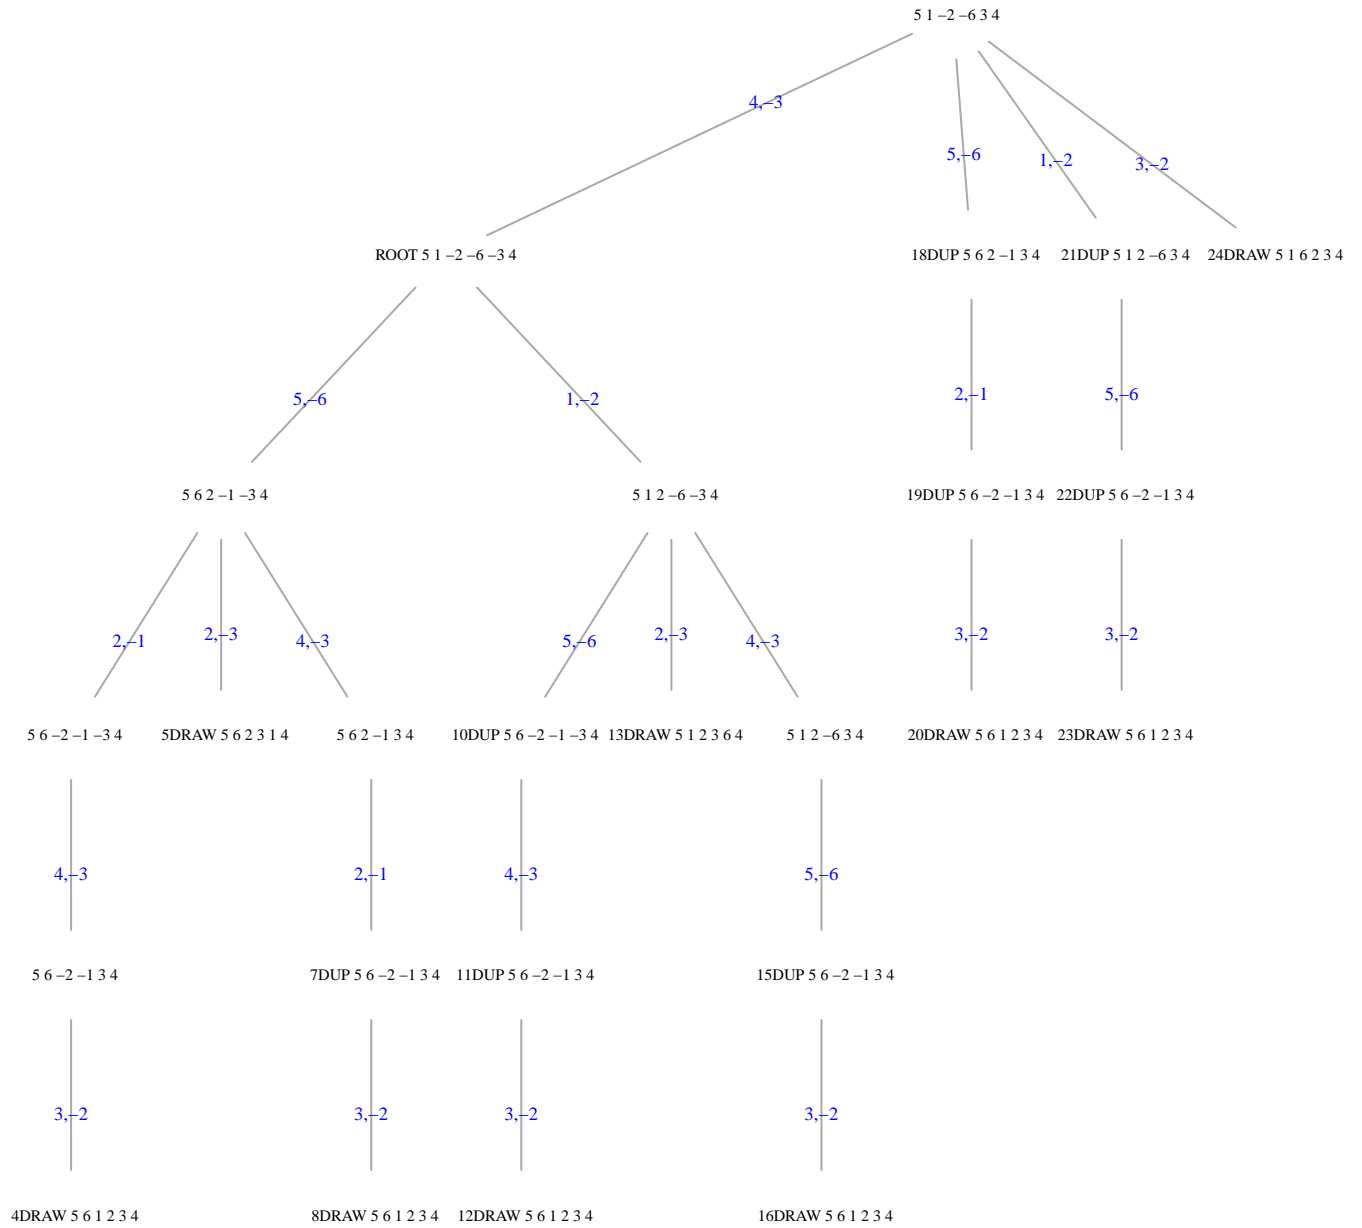 5 1 −2 −6 3 4
4,−3
5,−6
1,−2
3,−2
ROOT 5 1 −2 −6 −3 4
18DUP 5 6 2 −1 3 4
21DUP 5 1 2 −6 3 4
24DRAW 5 1 6 2 3 4
5,−6
1,−2
2,−1
5,−6
5 6 2 −1 −3 4
5 1 2 −6 −3 4
19DUP 5 6 −2 −1 3 4
22DUP 5 6 −2 −1 3 4
2,−1
2,−3
4,−3
5,−6
2,−3
4,−3
3,−2
3,−2
5 6 −2 −1 −3 4
5DRAW 5 6 2 3 1 4
5 6 2 −1 3 4
10DUP 5 6 −2 −1 −3 4
13DRAW 5 1 2 3 6 4
5 1 2 −6 3 4
20DRAW 5 6 1 2 3 4
23DRAW 5 6 1 2 3 4
4,−3
2,−1
4,−3
5,−6
5 6 −2 −1 3 4
7DUP 5 6 −2 −1 3 4
11DUP 5 6 −2 −1 3 4
15DUP 5 6 −2 −1 3 4
3,−2
3,−2
3,−2
3,−2
4DRAW 5 6 1 2 3 4
8DRAW 5 6 1 2 3 4
12DRAW 5 6 1 2 3 4
16DRAW 5 6 1 2 3 4